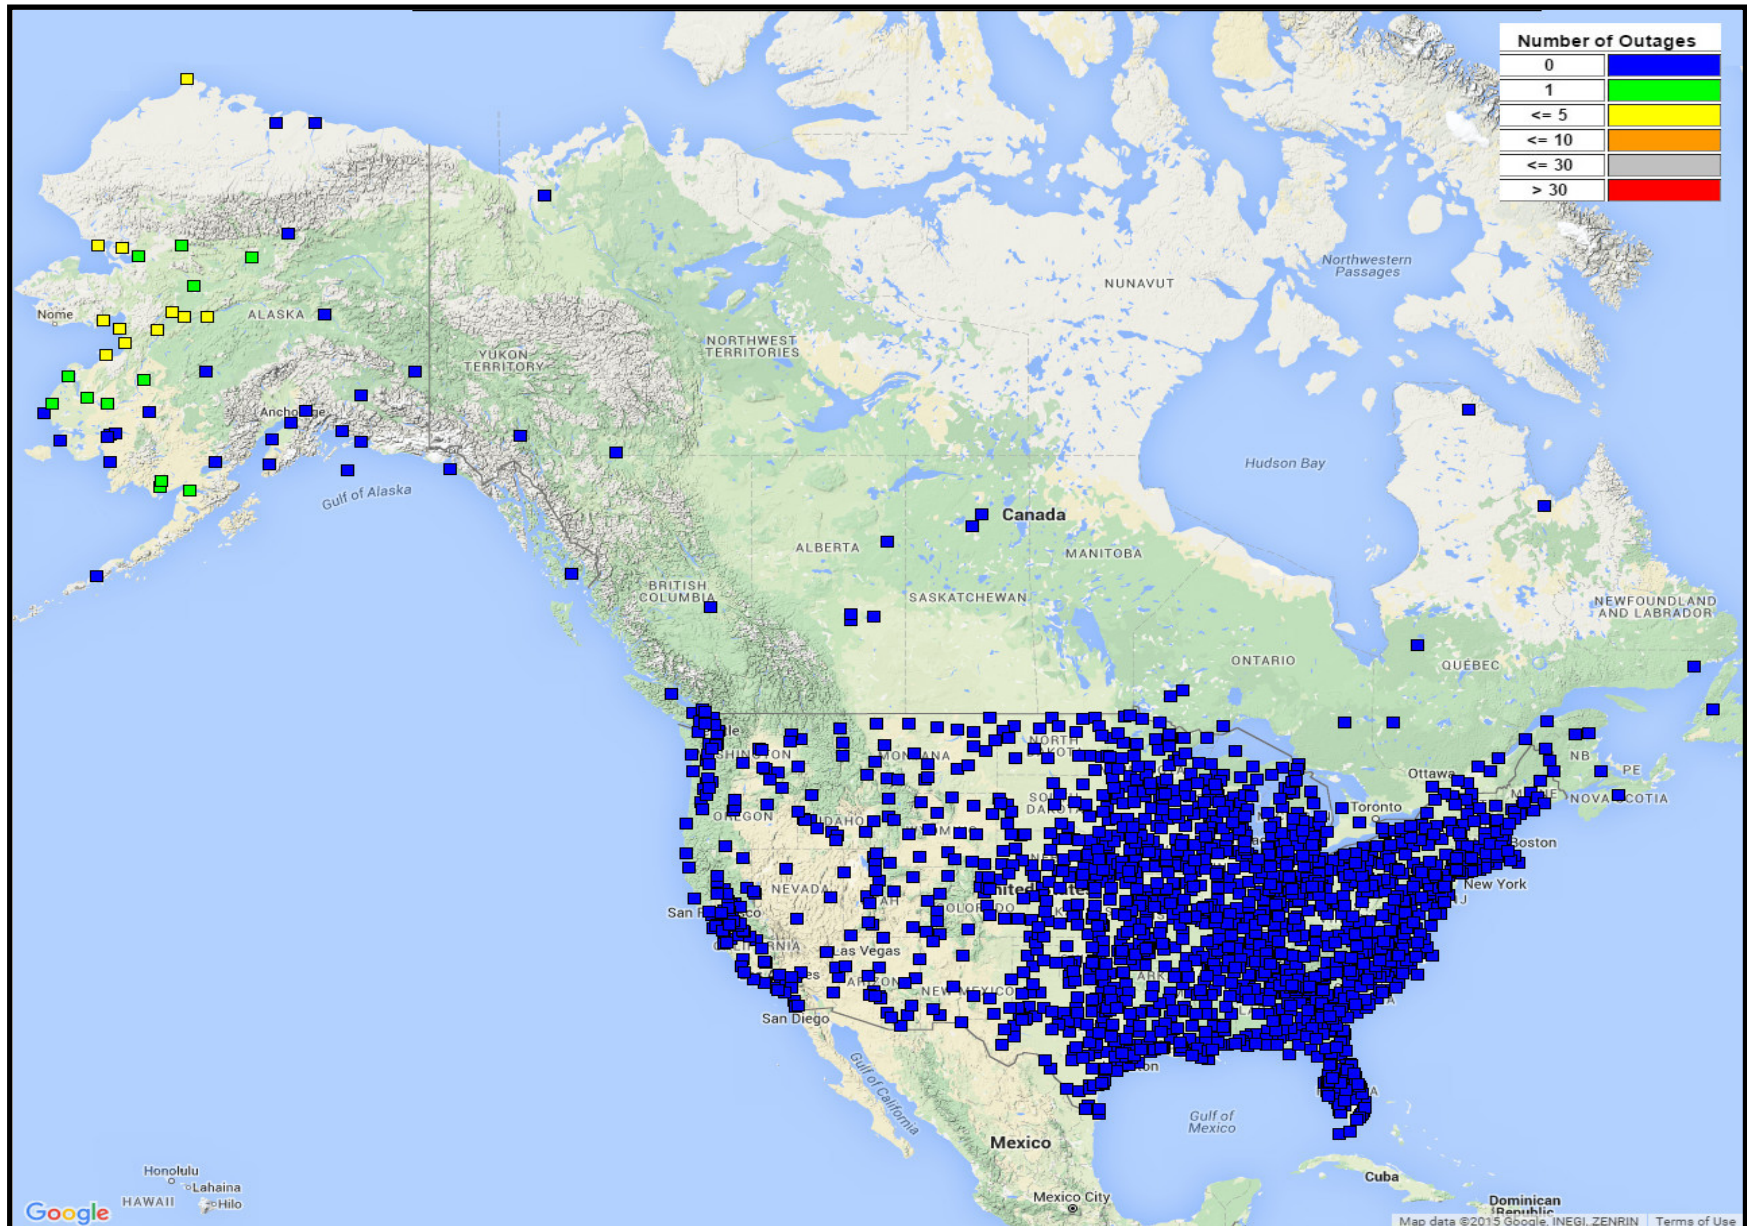 Number of Outages
0
1
<= 5
<= 10
<= 30
> 30
Northwestern
Passages
NUNAVUT
Nome
ALASKA
NORTHWEST
TERRITORIES
YUKON
TERRITORY
Hudson Bay
Gulf of Alaska
Canada
ALBERTA
MANITOBA
BRITISH
COLUMBIA
SASKATCHEWAN
NEWFOUNDLAND
AND LABRADOR
ONTARIO
QUEBEC
NB
PE
Ottawa
NOVA SCOTIA
Toronto
OREGON
IDAHO
Boston
NEVADA
New York
Las Vegas
NEW MEXICO
San Diego
Gulf of California
Gulf of
Mexico
Mexico
Honolulu
Lahaina
HAWAII
Hilo
Cuba
Mexico City
Dominican
Republic
Google
Map data ©2015 Google, INEGI, ZENRIN
Terms of Use